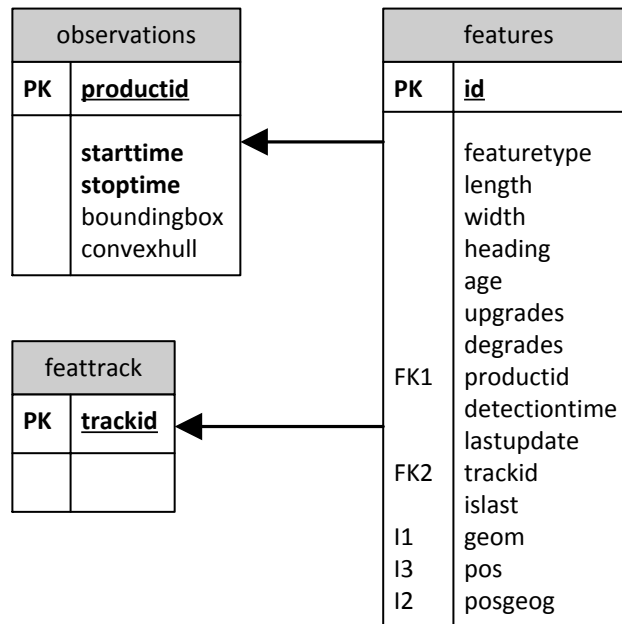 observations
PK productid
starttime
stoptime
boundingbox
convexhull
feattrack
PK trackid
features
PK id
featuretype
length
width
heading
age
upgrades
degrades
FK1 productid
detectiontime
lastupdate
FK2 trackid
islast
I1 geom
I3 pos
I2 posgeog